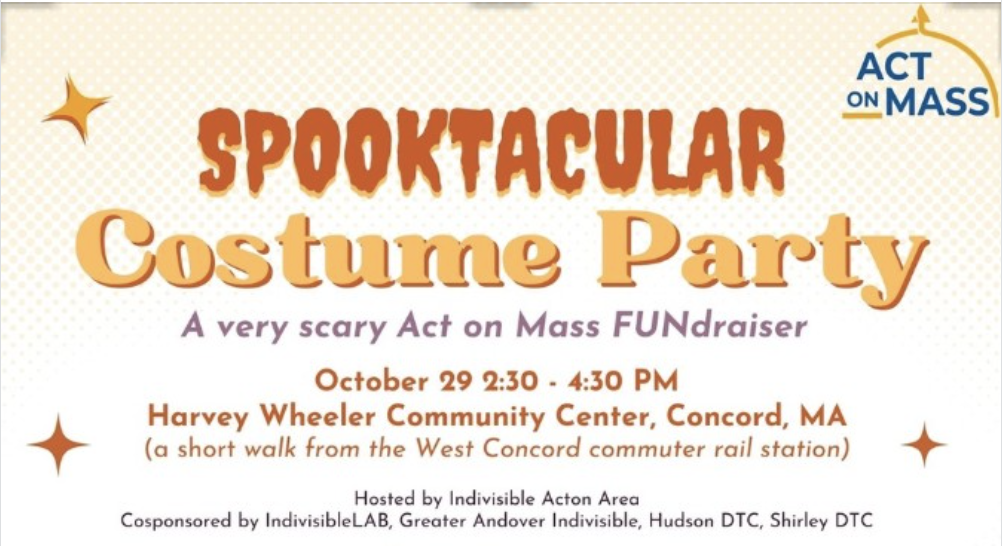 ACT
ON MASS
SPOOKTACULAR
Costume Party
A very scary Act on Mass FUNdraiser
October 29 2:30 - 4:30 PM
Harvey Wheeler Community Center, Concord, MA
(a short walk from the West Concord commuter rail station)
Hosted by Indivisible Acton Area
Cosponsored by IndivisibleLAB, Greater Andover Indivisible, Hudson DTC, Shirley DTC